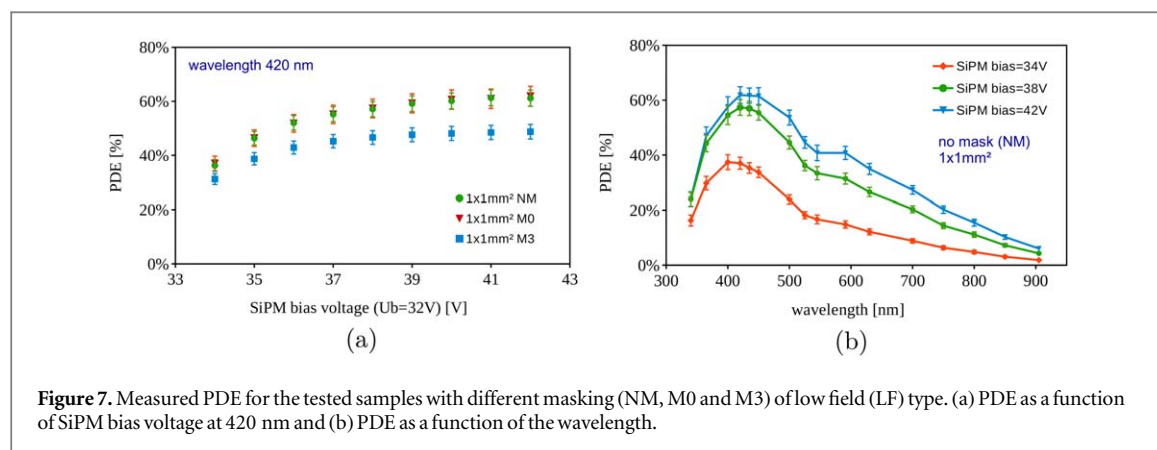 80%
60%
40%
20%
0%
PDE [%]
wavelength 420 nm
1x1mm² NM
1x1mm² M0
1x1mm² M3
33 35 37 39 41 43
SiPM bias voltage (Ub=32V) [V]
(a)
80%
60%
40%
20%
0%
PDE [%]
SiPM bias=34V
SiPM bias=38V
SiPM bias=42V
no mask (NM)
1x1mm²
300 400 500 600 700 800 900
wavelength [nm]
(b)
Figure 7. Measured PDE for the tested samples with different masking (NM, M0 and M3) of low field (LF) type. (a) PDE as a function
of SiPM bias voltage at 420 nm and (b) PDE as a function of the wavelength.